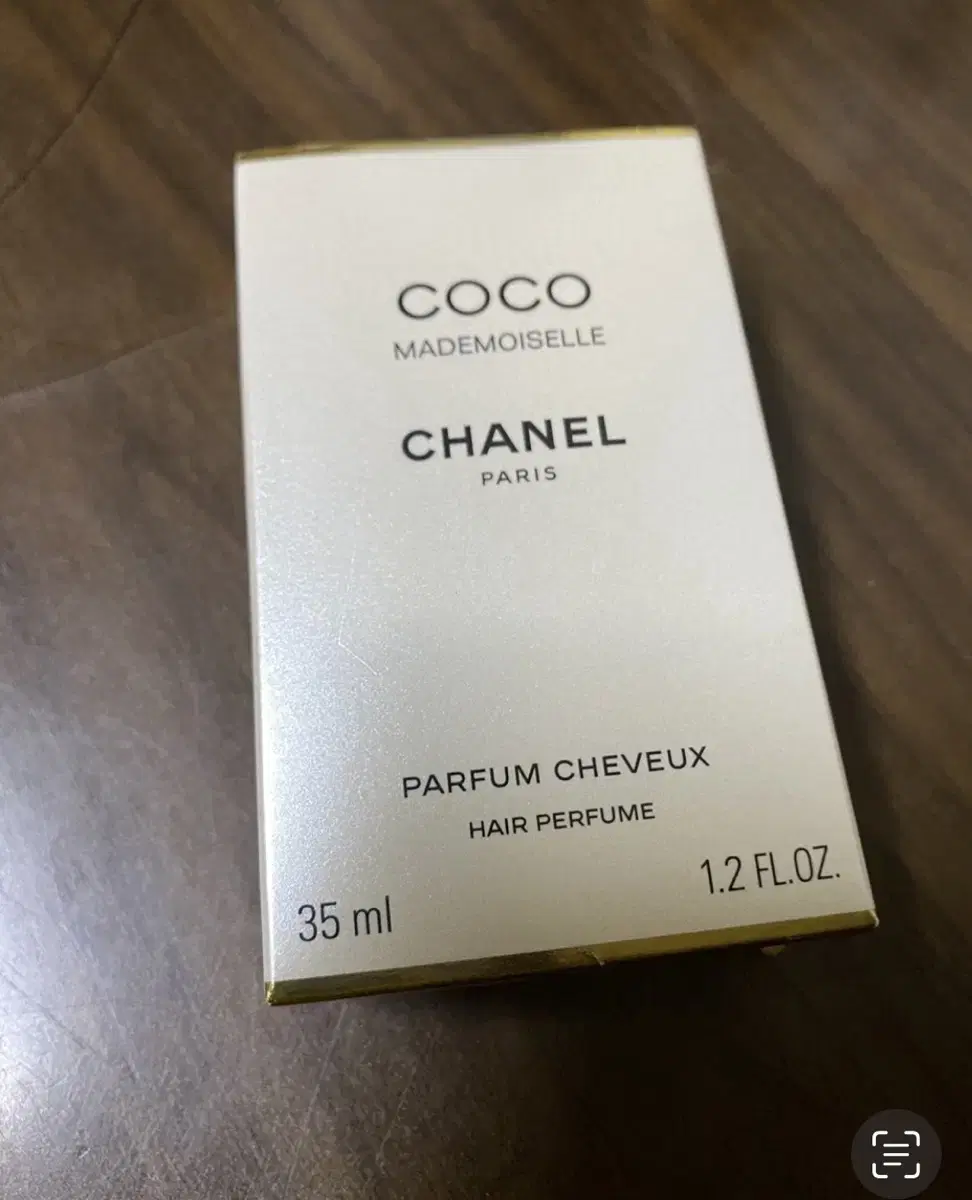 COCO
MADEMOISELLE
CHANEL
PARIS
PARFUM CHEVEUX
HAIR PERFUME
35 ml
1.2 FL.OZ.